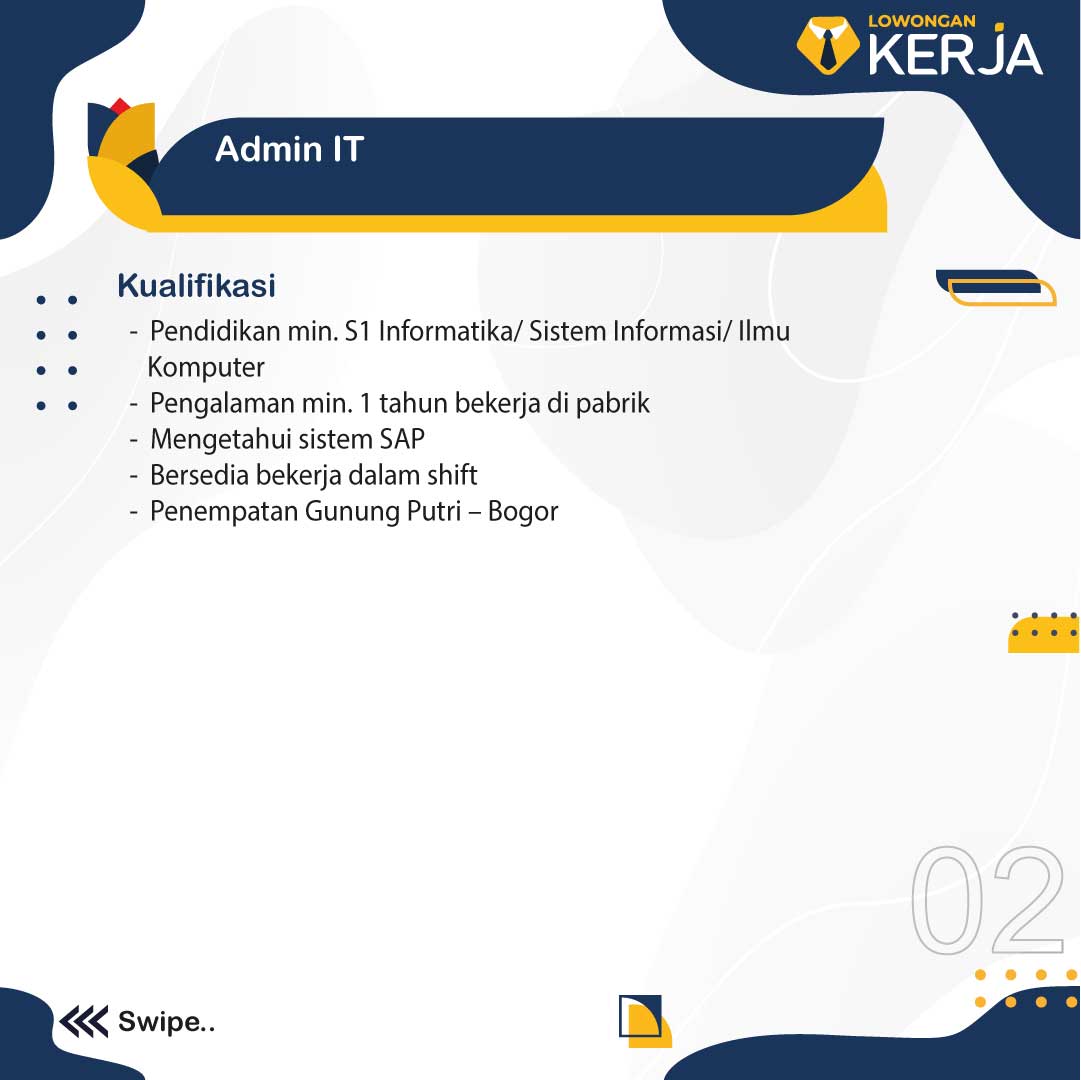 LOWONGAN
KERJA
Admin IT
Kualifikasi
- Pendidikan min. S1 Informatika/ Sistem Informasi/ Ilmu
Komputer
- Pengalaman min. 1 tahun bekerja di pabrik
- Mengetahui sistem SAP
- Bersedia bekerja dalam shift
- Penempatan Gunung Putri – Bogor
02
Swipe..